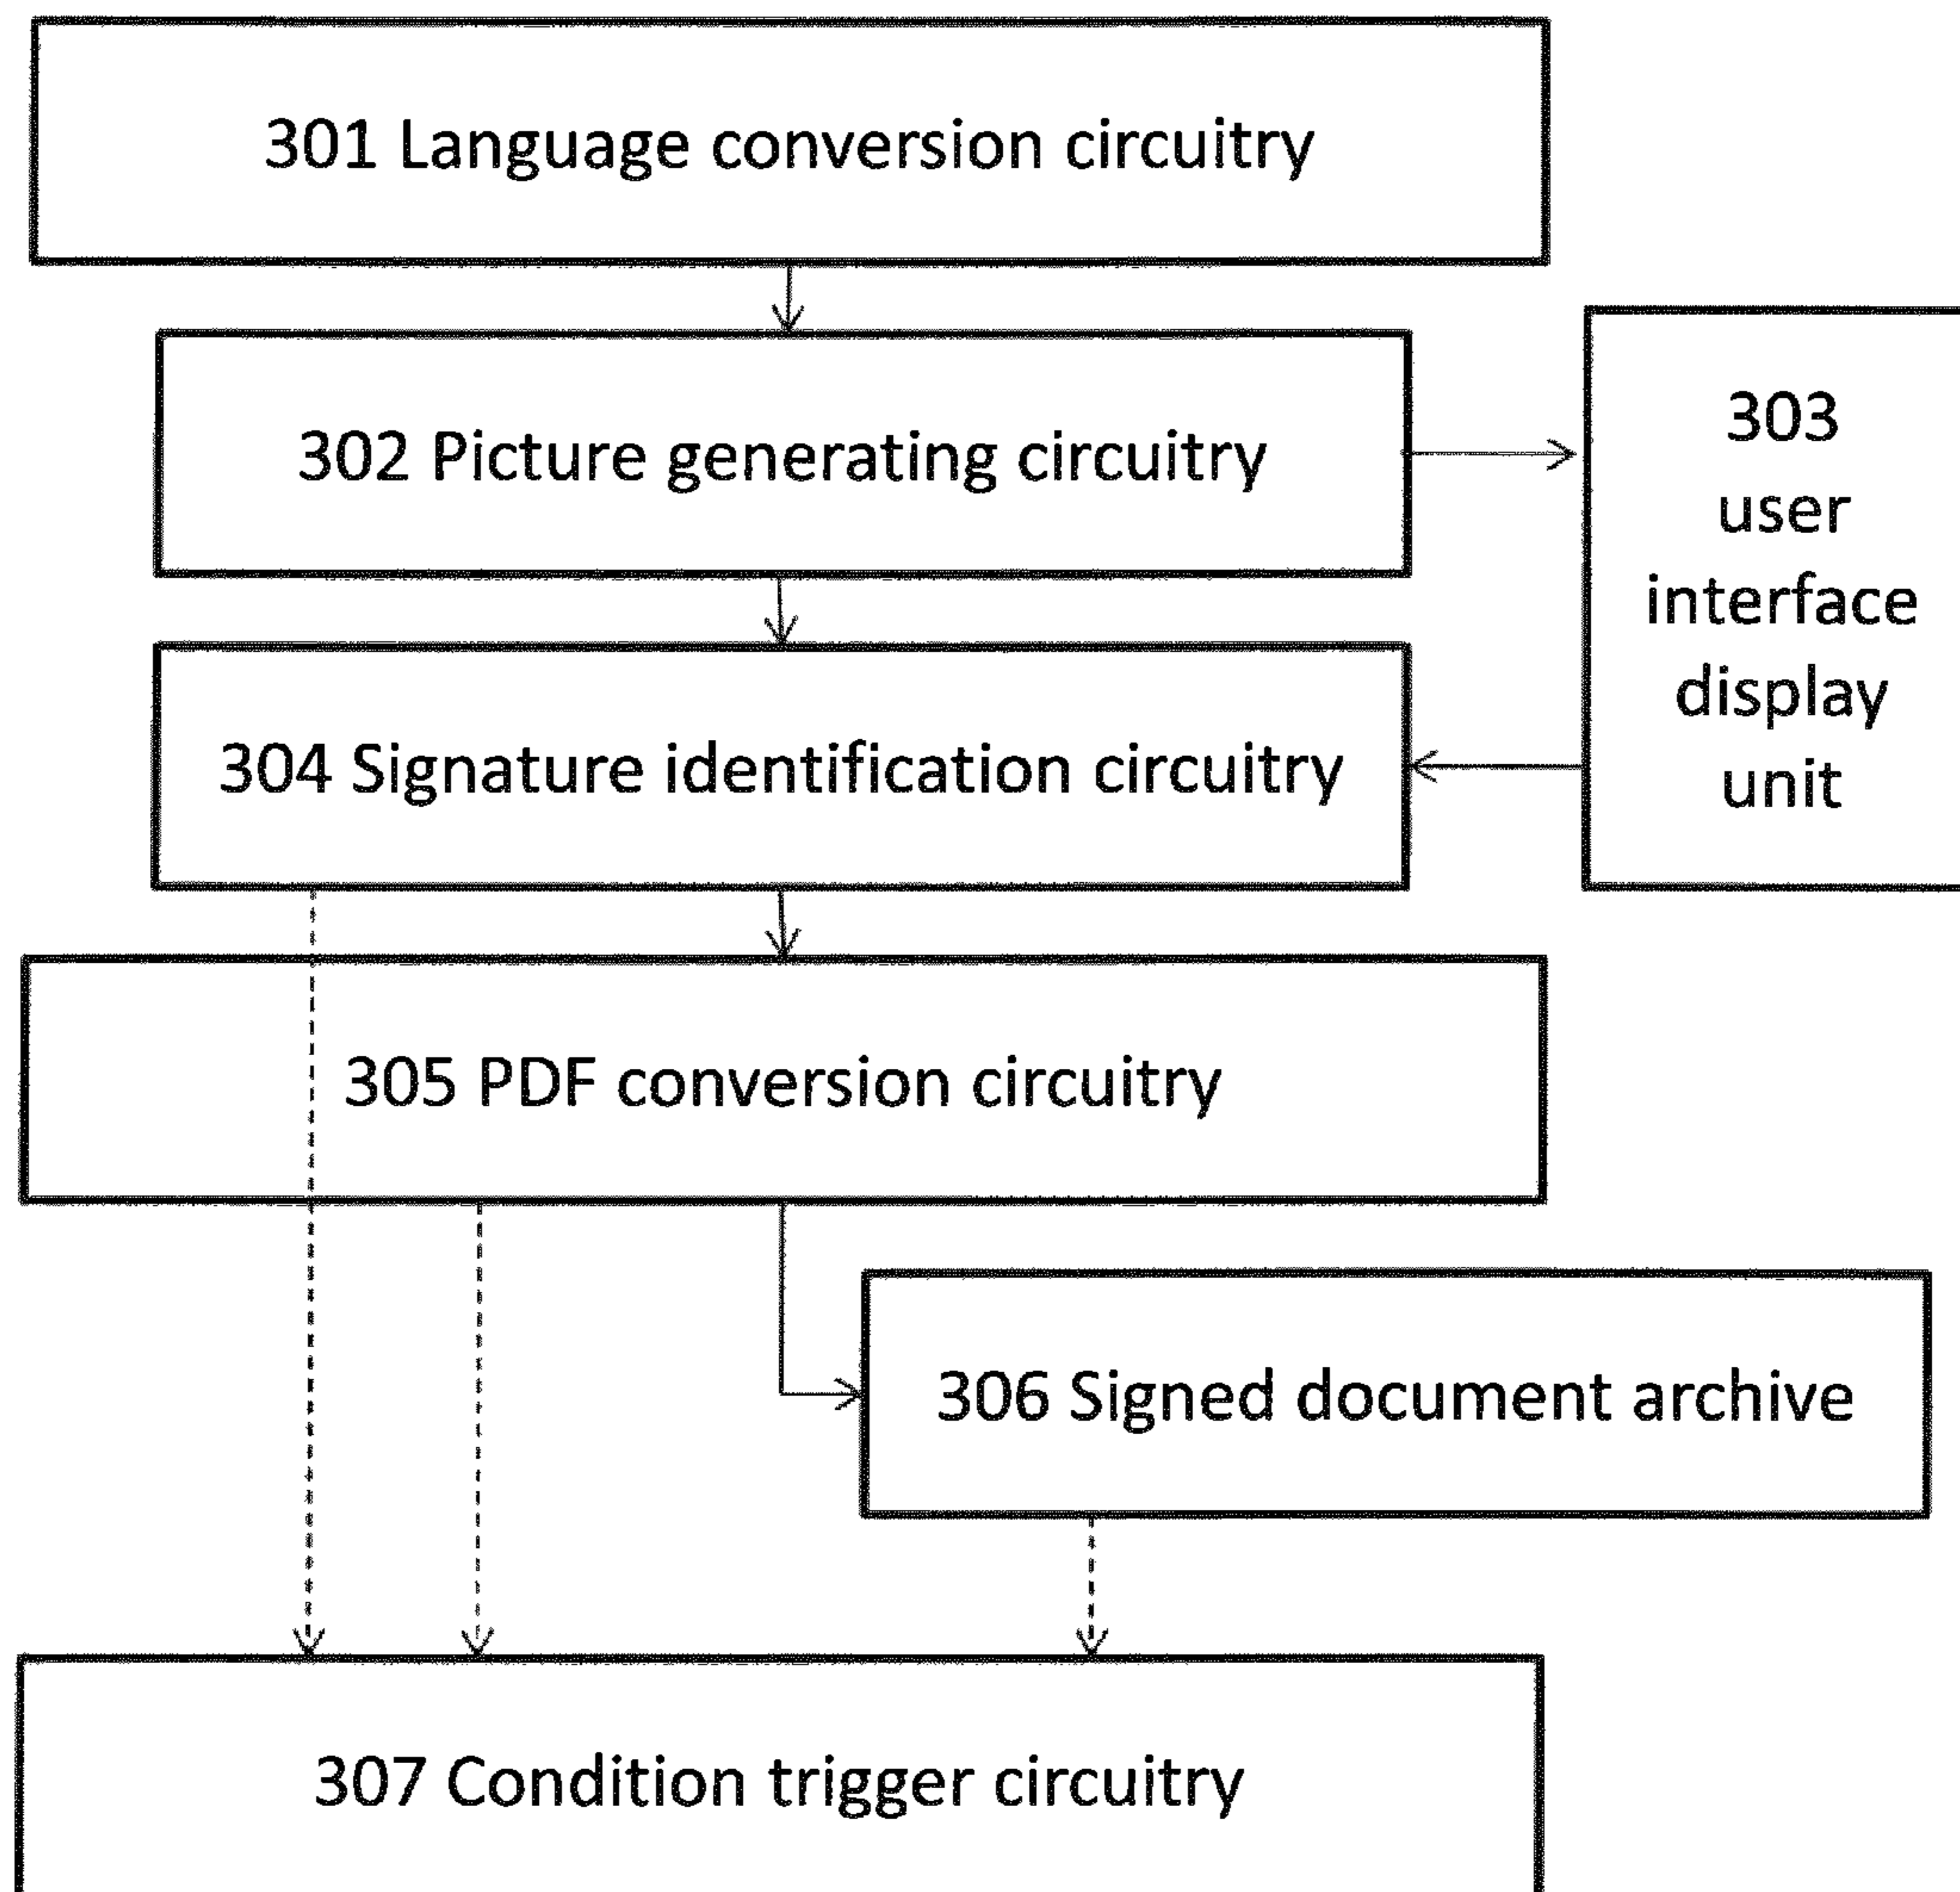 301 Language conversion circuitry
302 Picture generating circuitry
303
user
interface
display
unit
304 Signature identification circuitry
305 PDF conversion circuitry
306 Signed document archive
307 Condition trigger circuitry